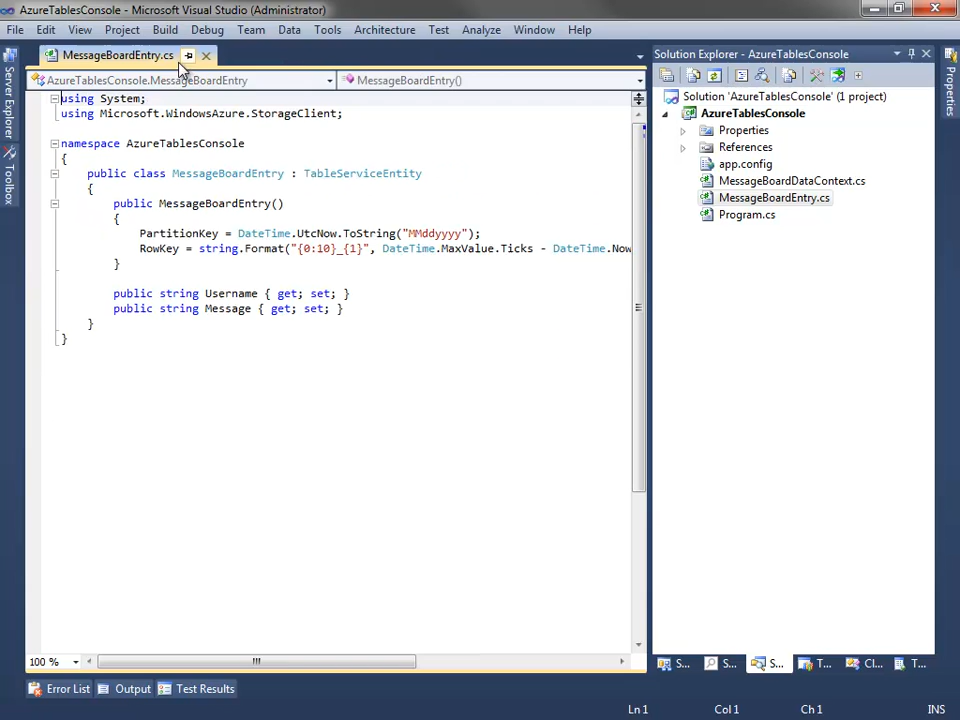 AzureTablesConsole - Microsoft Visual Studio (Administrator)
File Edit View Project Build Debug Team Data Tools Architecture Test Analyze Window Help
Server Explorer
Toolbox
MessageBoardEntry.cs
AzureTablesConsole.MessageBoardEntry
MessageBoardEntry()
using System;
using Microsoft.WindowsAzure.StorageClient;
namespace AzureTablesConsole
{
public class MessageBoardEntry : TableServiceEntity
{
public MessageBoardEntry()
{
PartitionKey = DateTime.UtcNow.ToString("MMddyyyy");
RowKey = string.Format("{0:10}_{1}", DateTime.MaxValue.Ticks - DateTime.Now
}
public string Username { get; set; }
public string Message { get; set; }
}
}
100 %
Solution Explorer - AzureTablesConsole
Solution 'AzureTablesConsole' (1 project)
AzureTablesConsole
Properties
References
app.config
MessageBoardDataContext.cs
MessageBoardEntry.cs
Program.cs
S... S... S... T... Cl... T...
Properties
Error List Output Test Results
Ln 1 Col 1 Ch 1 INS